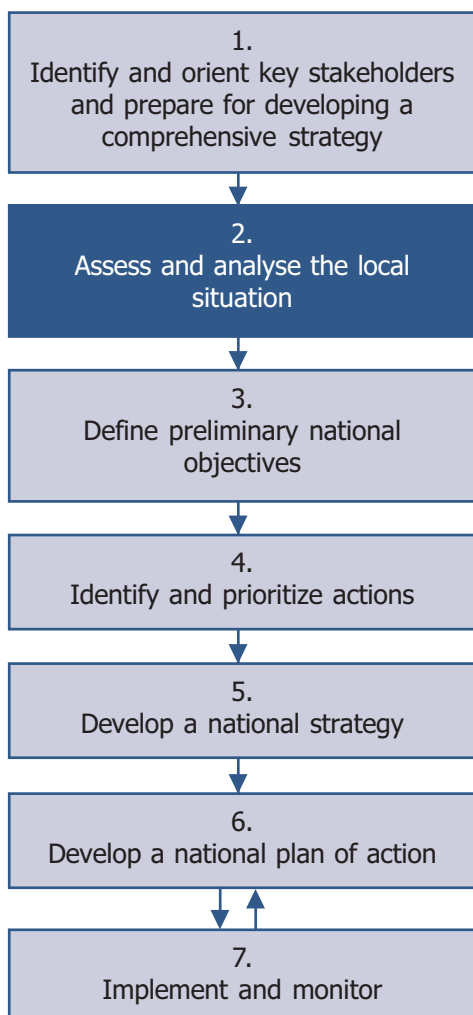 1.
Identify and orient key stakeholders
and prepare for developing a
comprehensive strategy
2.
Assess and analyse the local
situation
3.
Define preliminary national
objectives
4.
Identify and prioritize actions
5.
Develop a national strategy
6.
Develop a national plan of action
7.
Implement and monitor